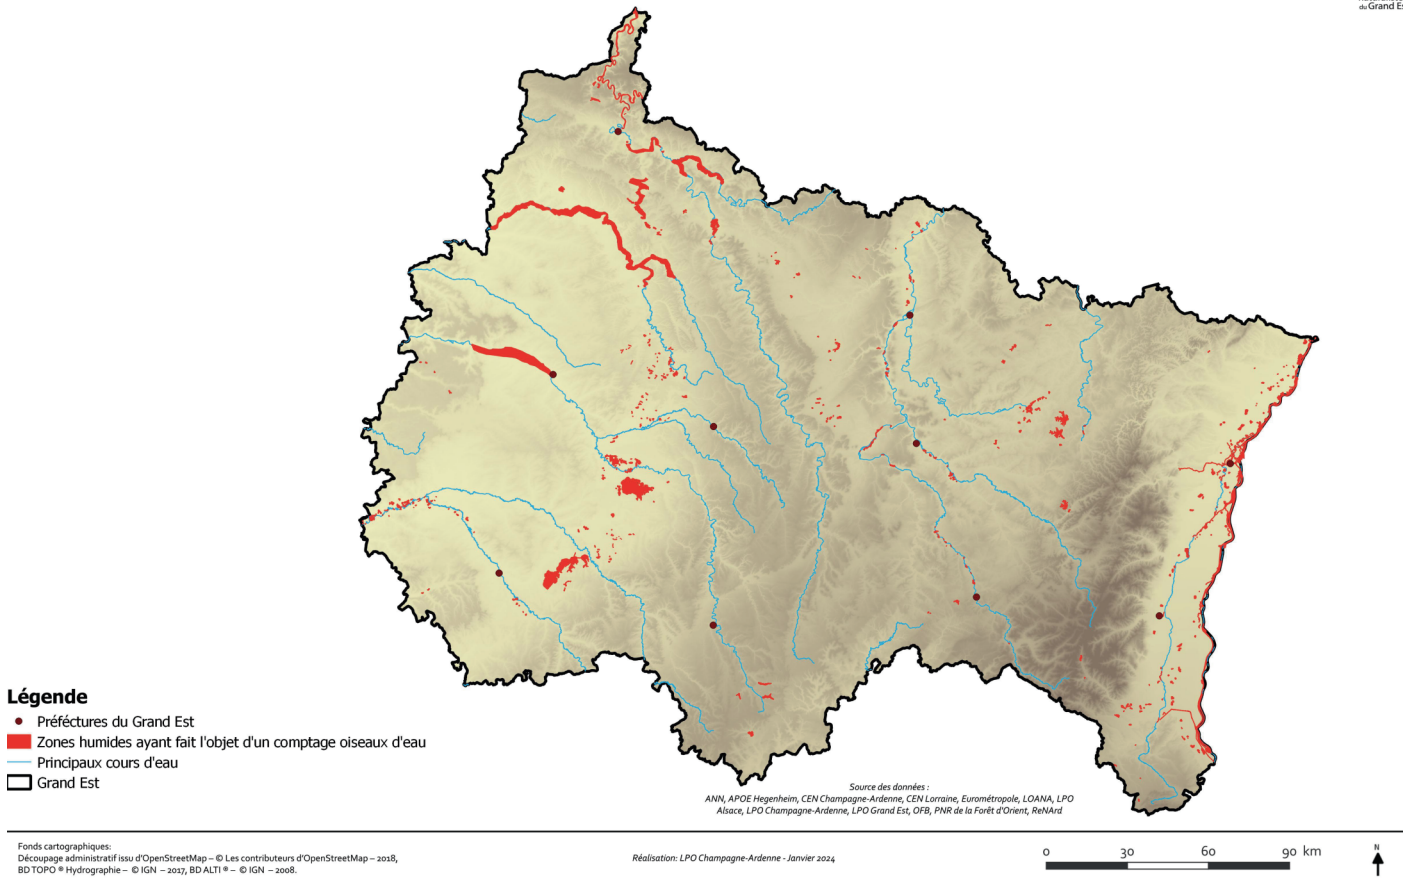 du Grand Es
Légende
Préféctures du Grand Est
Zones humides ayant fait l'objet d'un comptage oiseaux d'eau
Principaux cours d'eau
Grand Est
Source des données :
ANN, APOE Hegenheim, CEN Champagne-Ardenne, CEN Lorraine, Eurométropole, LOANA, LPO
Alsace, LPO Champagne-Ardenne, LPO Grand Est, OFB, PNR de la Forêt d'Orient, ReNArd
Fonds cartographiques:
Découpage administratif issu d'OpenStreetMap – © Les contributeurs d'OpenStreetMap – 2018,
BD TOPO ® Hydrographie – © IGN – 2017, BD ALTI ® – © IGN – 2008.
Réalisation: LPO Champagne-Ardenne - Janvier 2024
0 30 60 90 km
N